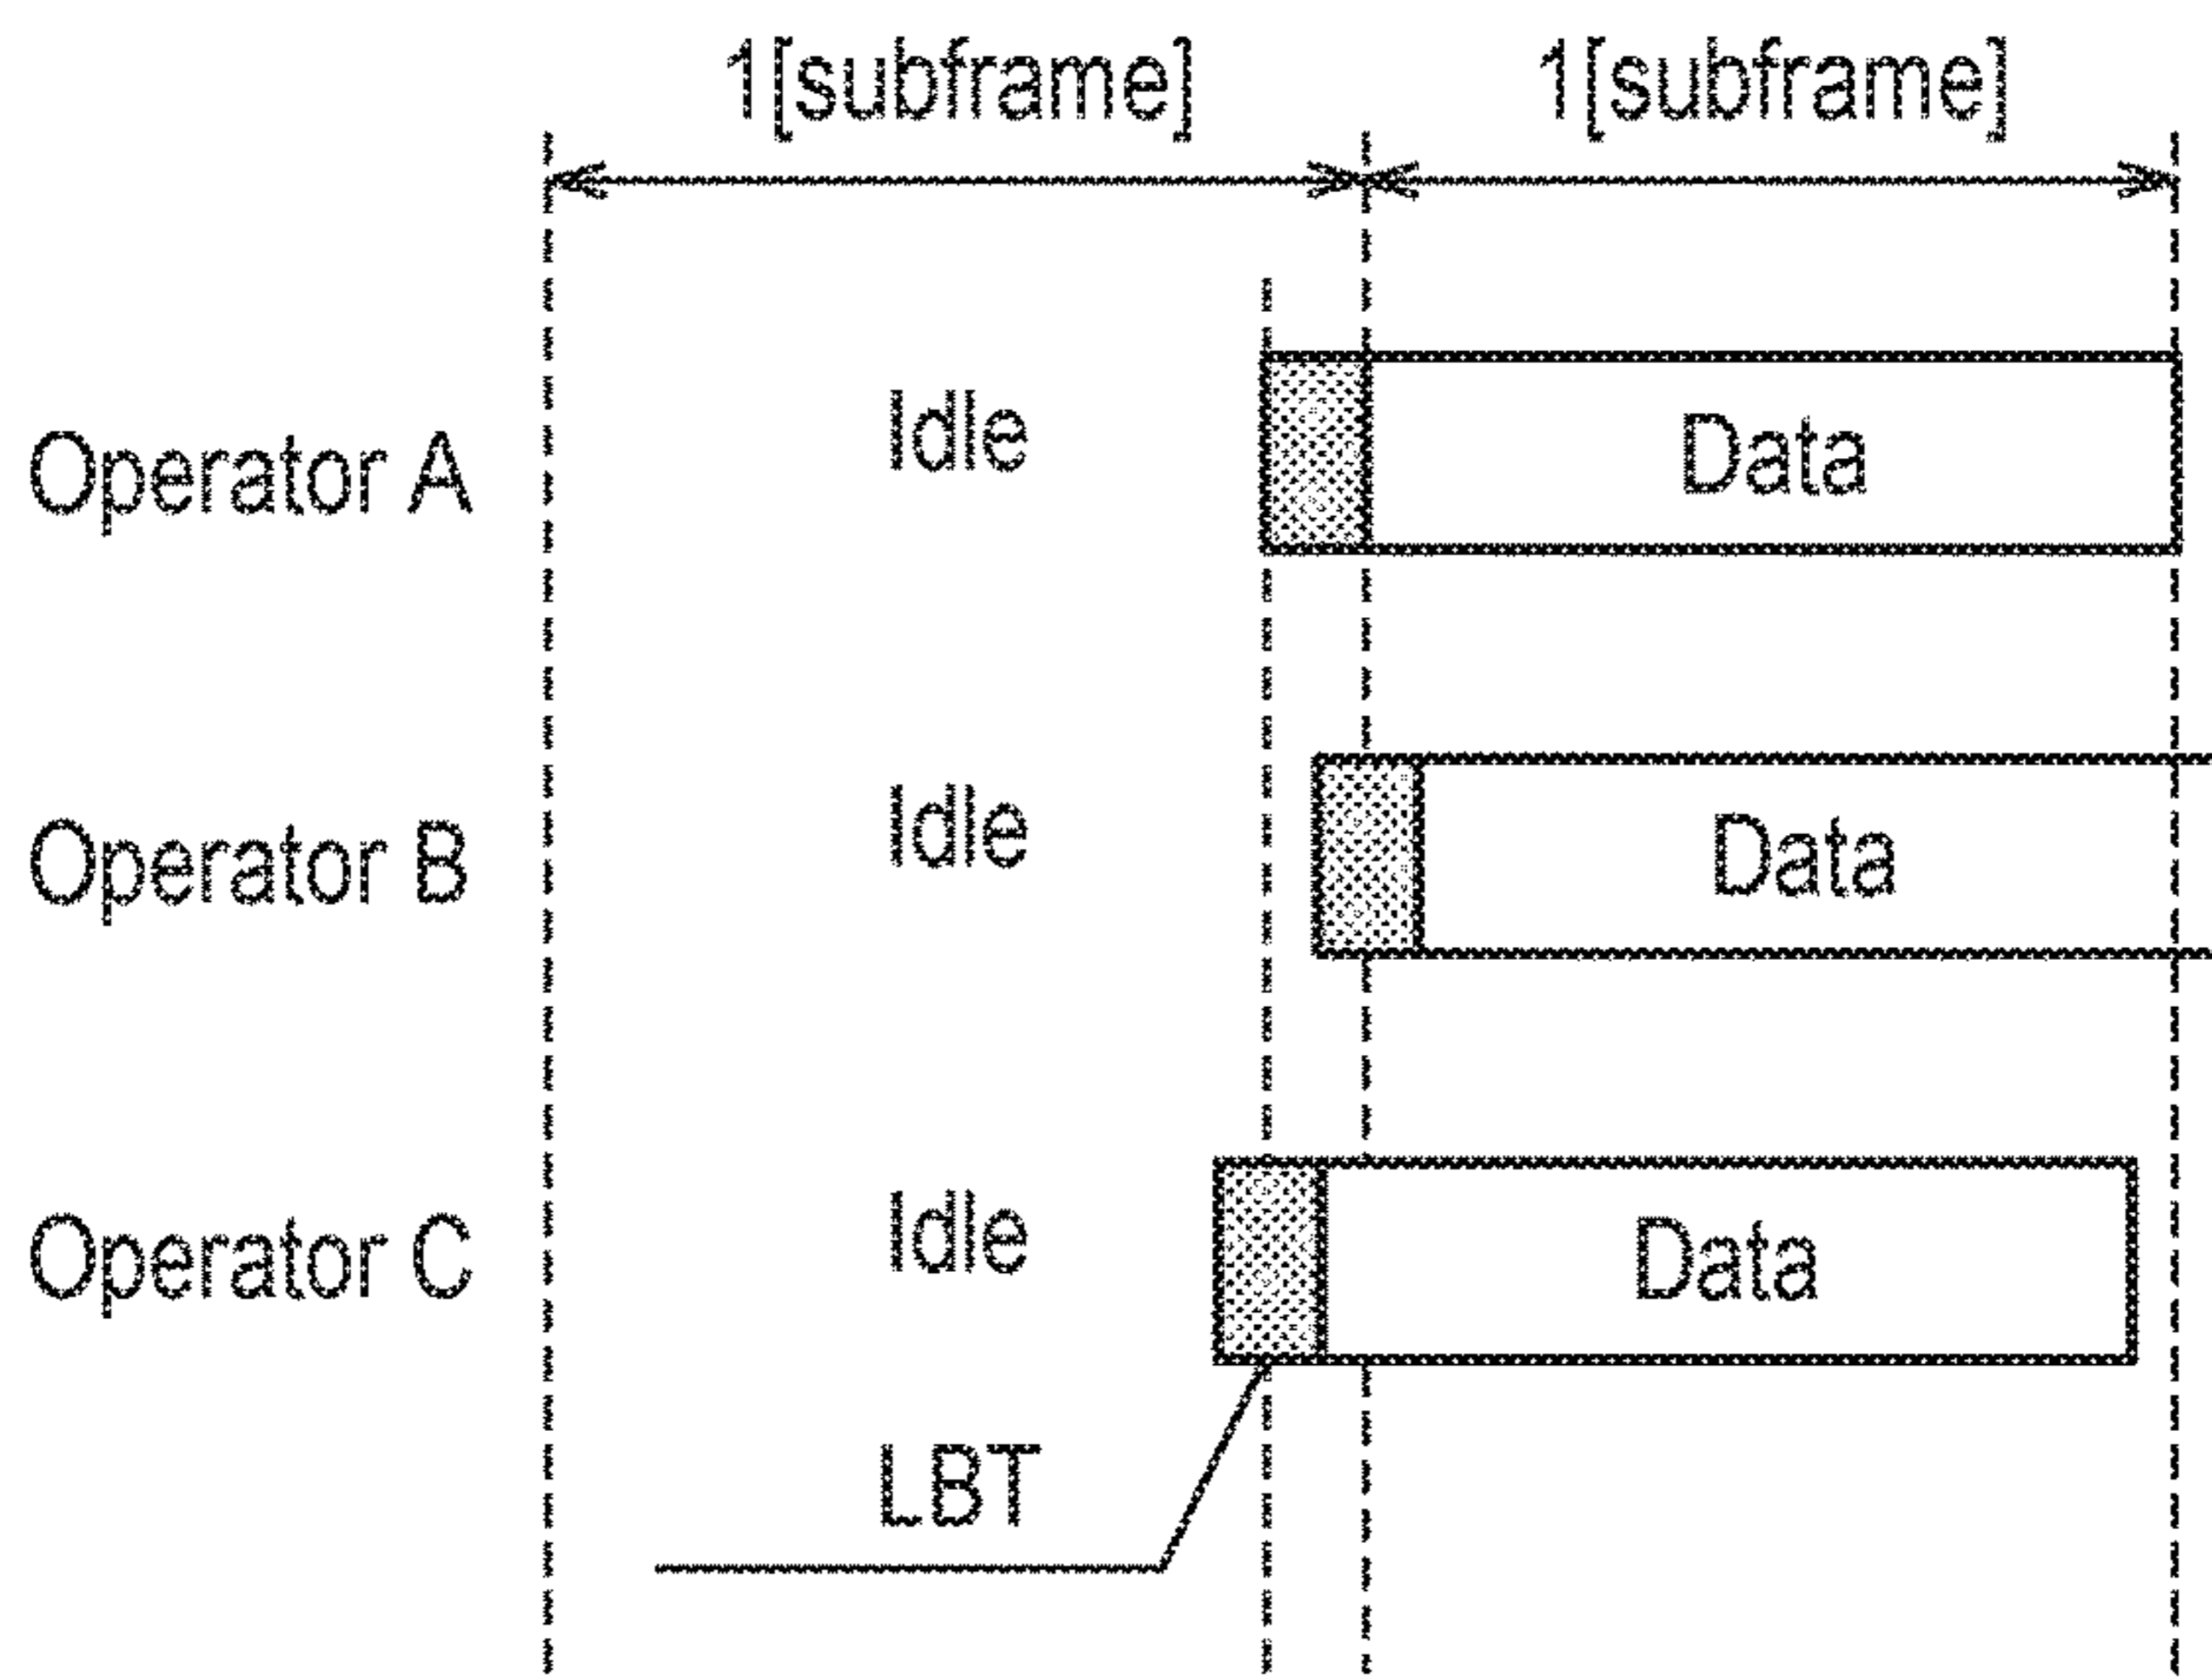 1[subframe] 1[subframe]
Operator A Idle Data
Operator B Idle Data
Operator C Idle Data
LBT